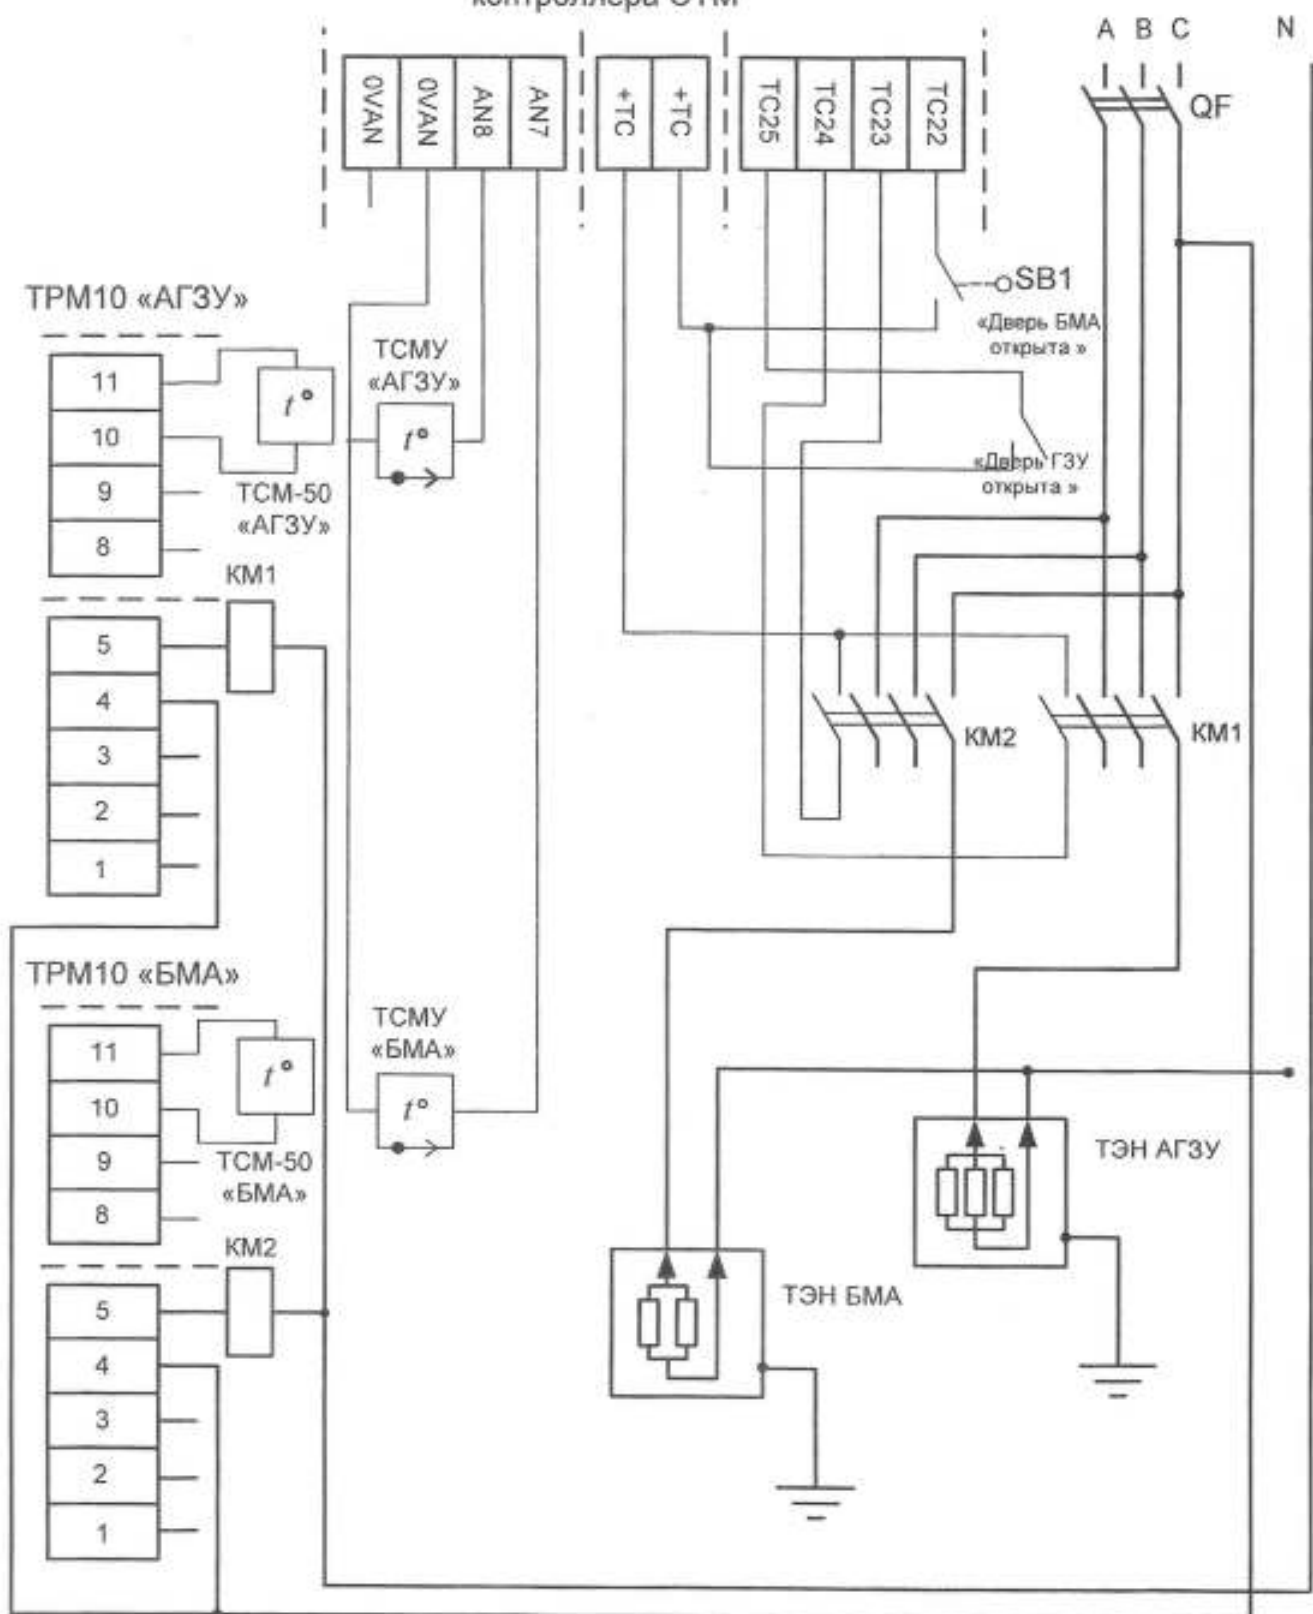 контроллера СТМ
A B C N
0VAN 0VAN AN8 AN7 +TC +TC TC25 TC24 TC23 TC22
QF
SB1
«Дверь БМА
открыта »
ТРМ10 «АГЗУ»
11
10
9
8
t°
ТСМ-50
«АГЗУ»
ТСМУ
«АГЗУ»
t°
«Дверь ГЗУ
открыта »
КМ1
5
4
3
2
1
КМ2
КМ1
ТРМ10 «БМА»
11
10
9
8
t°
ТСМ-50
«БМА»
ТСМУ
«БМА»
t°
ТЭН АГЗУ
КМ2
ТЭН БМА
5
4
3
2
1